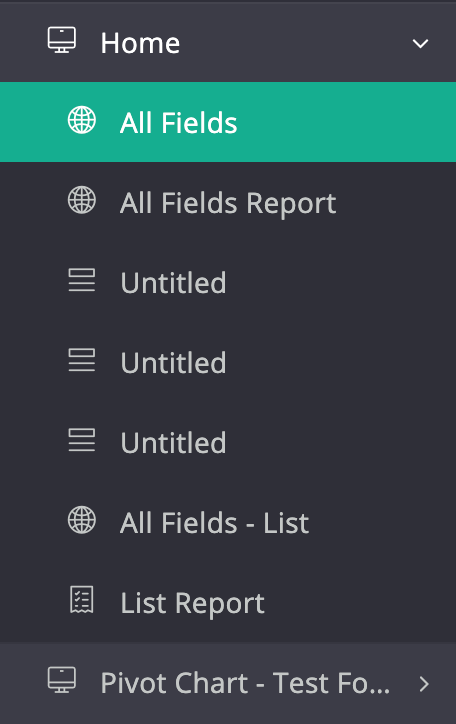 Home
All Fields
All Fields Report
Untitled
Untitled
Untitled
All Fields - List
List Report
Pivot Chart - Test Fo...